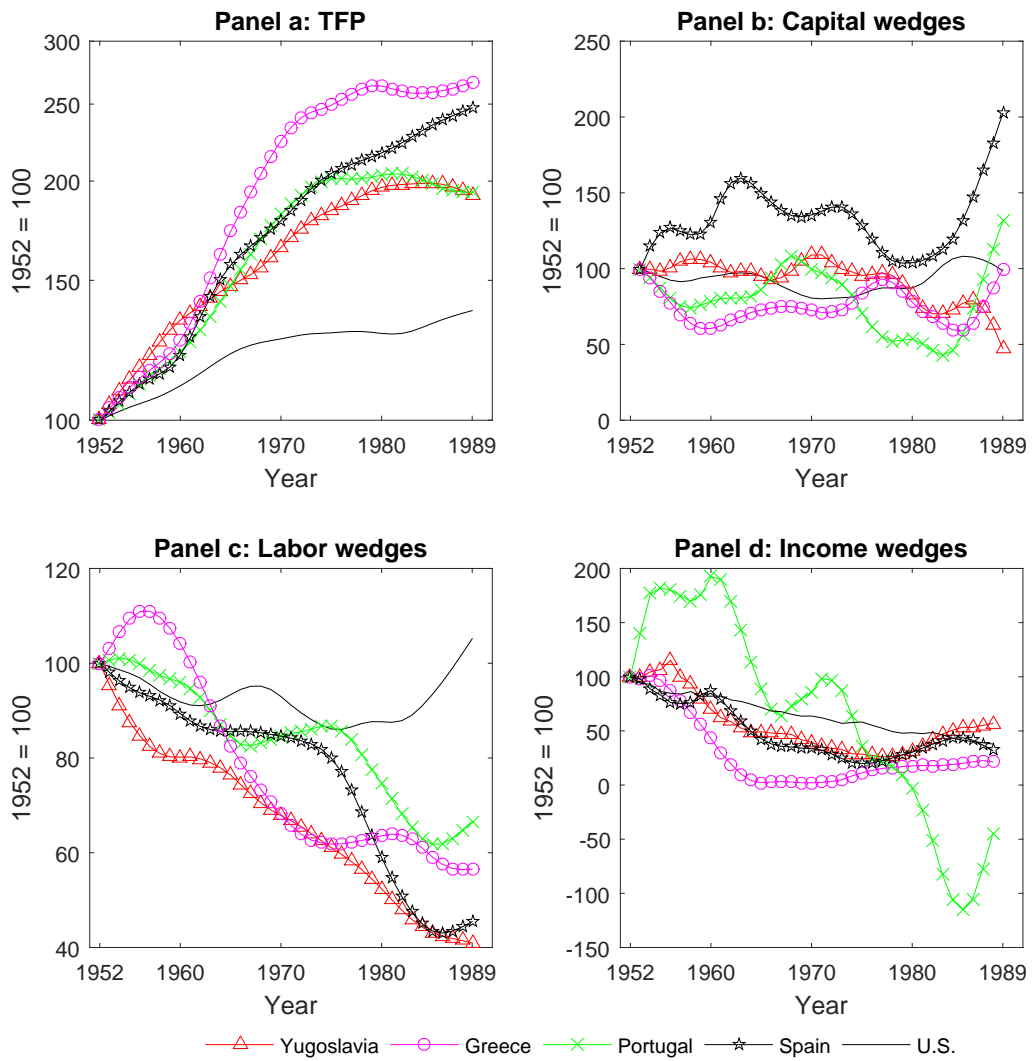 Panel a: TFP
300
250
200
150
100
1952 = 100
1952 1960 1970 1980 1989
Year
Panel b: Capital wedges
250
200
150
100
50
0
1952 = 100
1952 1960 1970 1980 1989
Year
Panel c: Labor wedges
120
100
80
60
40
1952 = 100
1952 1960 1970 1980 1989
Year
Panel d: Income wedges
200
150
100
50
0
-50
-100
-150
1952 = 100
1952 1960 1970 1980 1989
Year
Yugoslavia Greece Portugal Spain U.S.